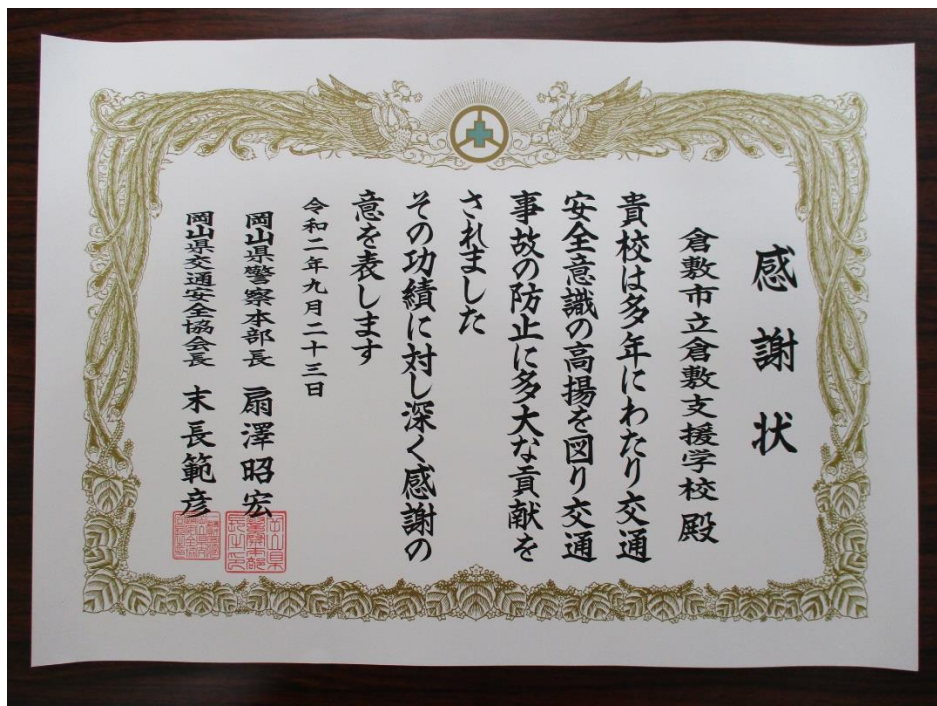 感謝状
倉敷市立倉敷支援学校 殿
貴校は多年にわたり交通
安全意識の高揚を図り交通
事故の防止に多大な貢献を
されました
その功績に対し深く感謝の
意を表します
令和二年九月二十三日
岡山県警察本部長 扇澤昭宏
岡山県交通安全協会長 末長範彦